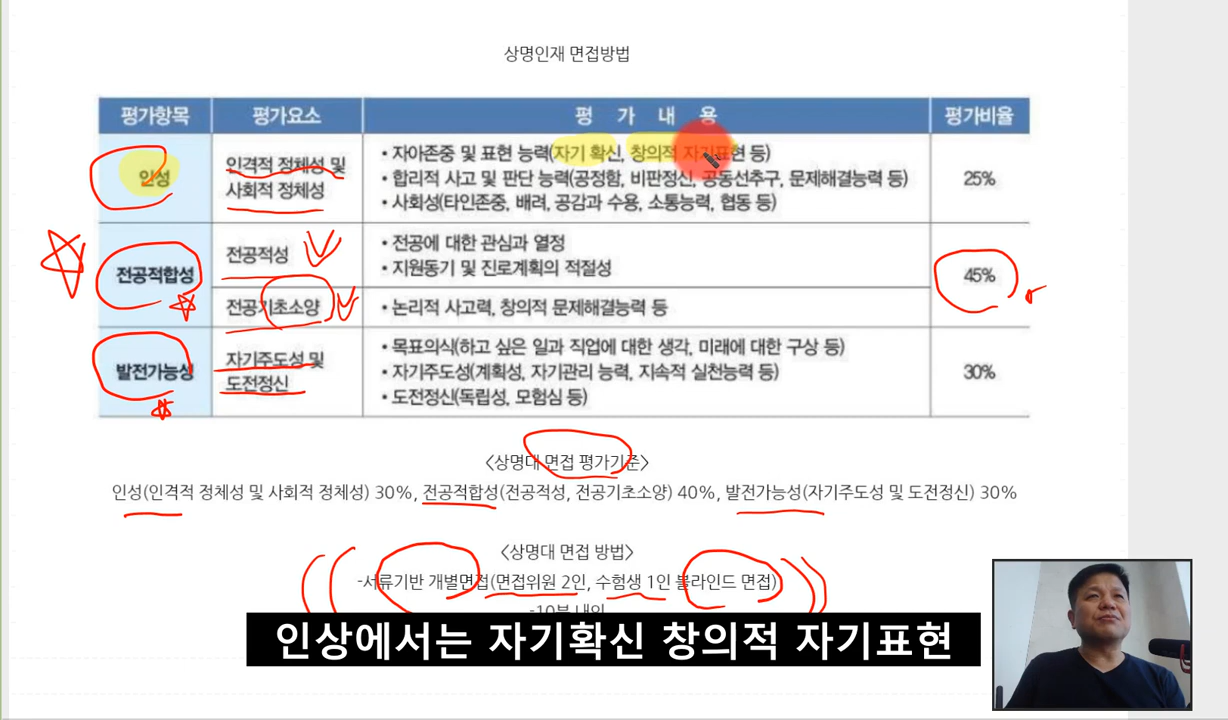 상명인재 면접방법
평가항목 평가요소 평 가 내 용 평가비율
인성 인격적 정체성 및 사회적 정체성
• 자아존중 및 표현 능력(자기 확신, 창의적 자기표현 등)
• 합리적 사고 및 판단 능력(공정함, 비판정신, 공동선추구, 문제해결능력 등)
• 사회성(타인존중, 배려, 공감과 수용, 소통능력, 협동 등)
25%
전공적합성
전공적성
• 전공에 대한 관심과 열정
• 지원동기 및 진로계획의 적절성
45%
전공기초소양
• 논리적 사고력, 창의적 문제해결능력 등
발전가능성
자기주도성 및
도전정신
• 목표의식(하고 싶은 일과 직업에 대한 생각, 미래에 대한 구상 등)
• 자기주도성(계획성, 자기관리 능력, 지속적 실천능력 등)
• 도전정신(독립성, 모험심 등)
30%
<상명대 면접 평가기준>
인성(인격적 정체성 및 사회적 정체성) 30%, 전공적합성(전공적성, 전공기초소양) 40%, 발전가능성(자기주도성 및 도전정신) 30%
<상명대 면접 방법>
-서류기반 개별면접(면접위원 2인, 수험생 1인 블라인드 면접)
-10분 내외
인상에서는 자기확신 창의적 자기표현